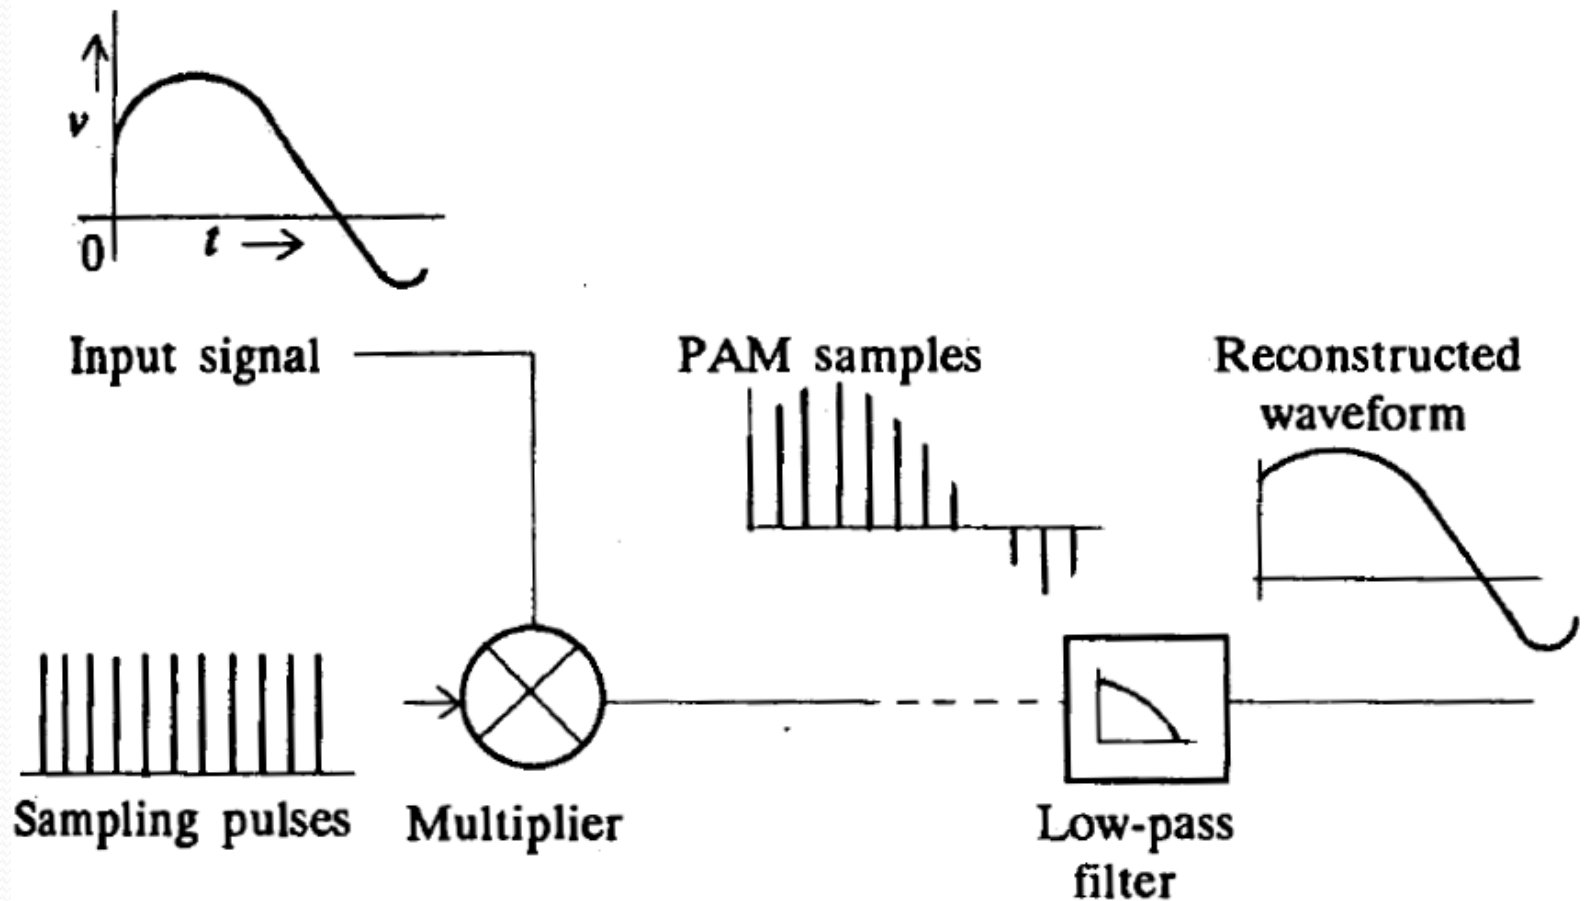 v
0
t
Input signal
PAM samples
Reconstructed
waveform
Sampling pulses
Multiplier
Low-pass
filter